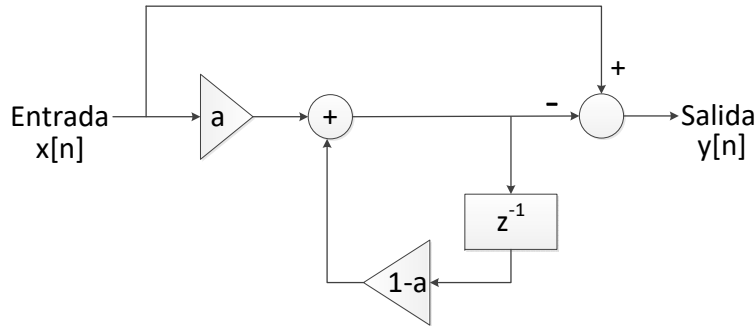 +
Entrada
x[n]
a
+
-
Salida
y[n]
z⁻¹
1-a